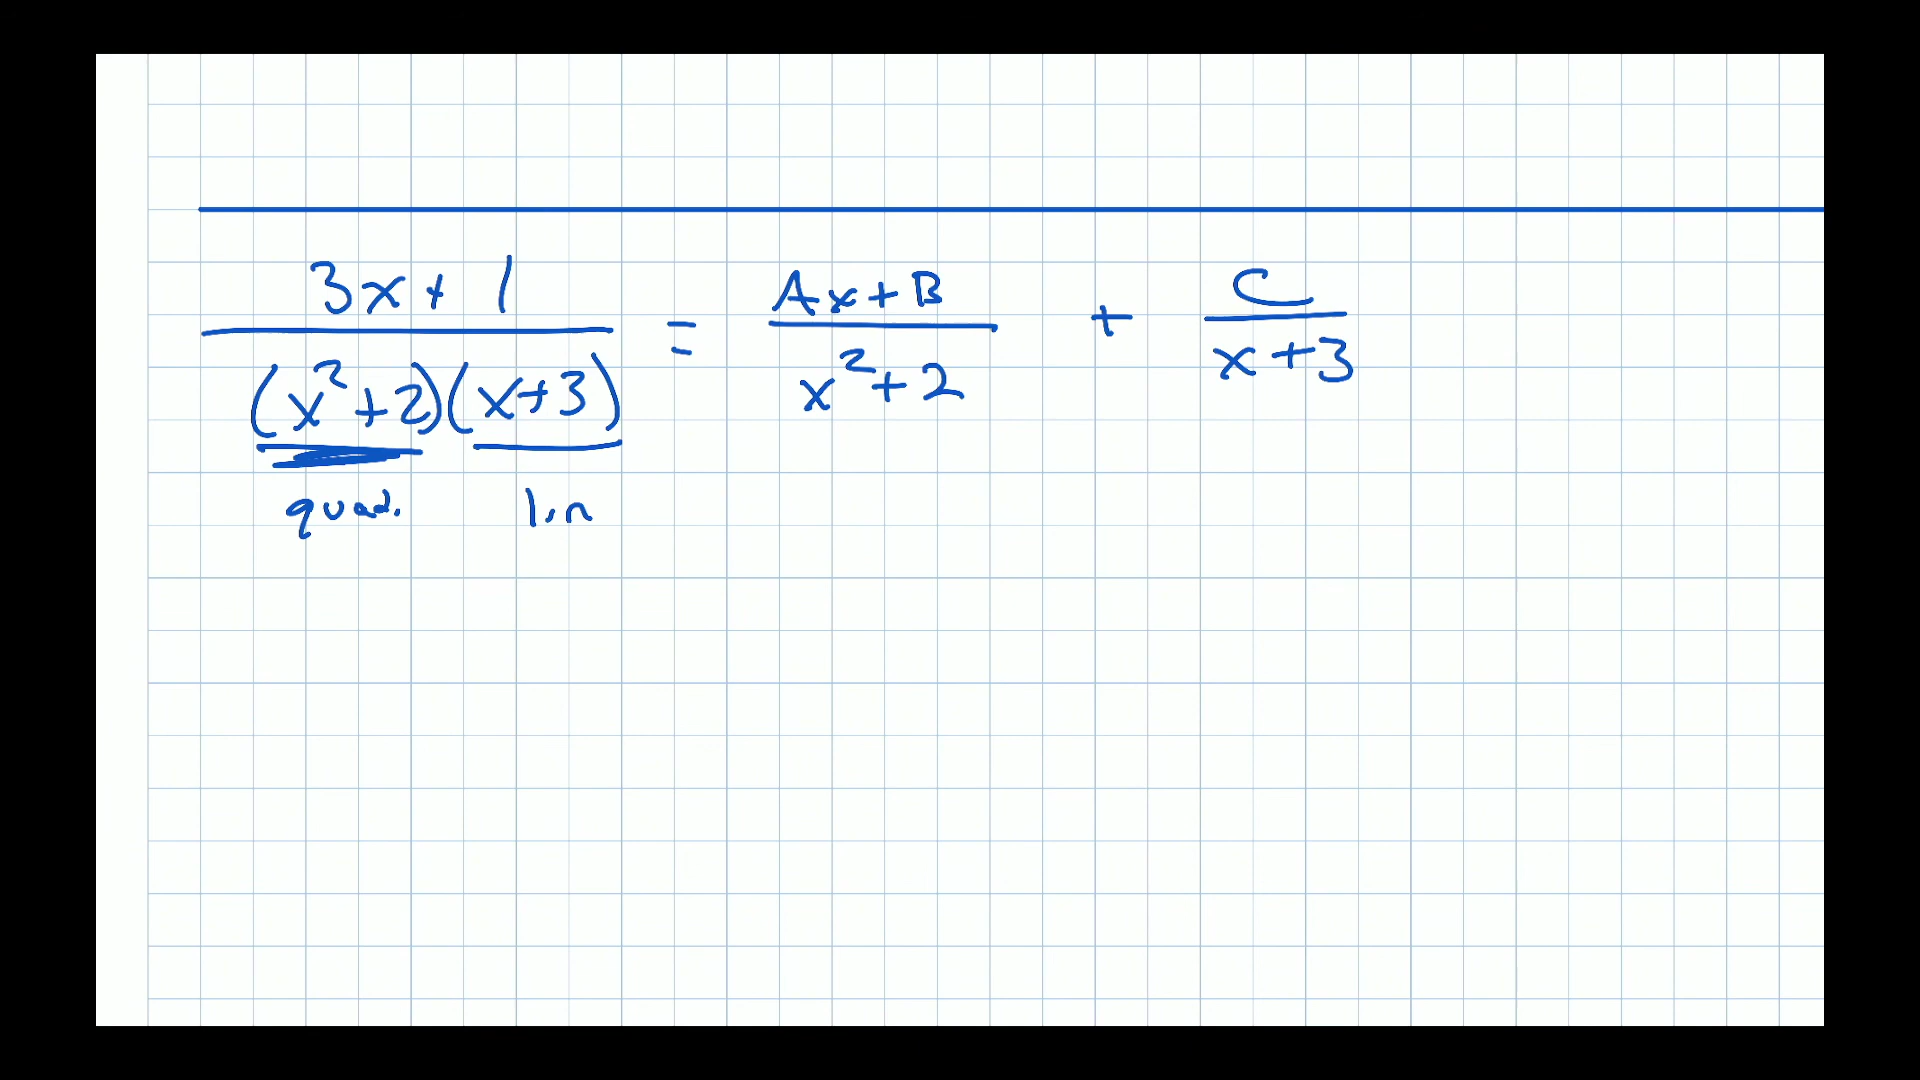 3x + 1 = Ax + B + C
(x² + 2)(x + 3) x² + 2 x + 3
quad. lin